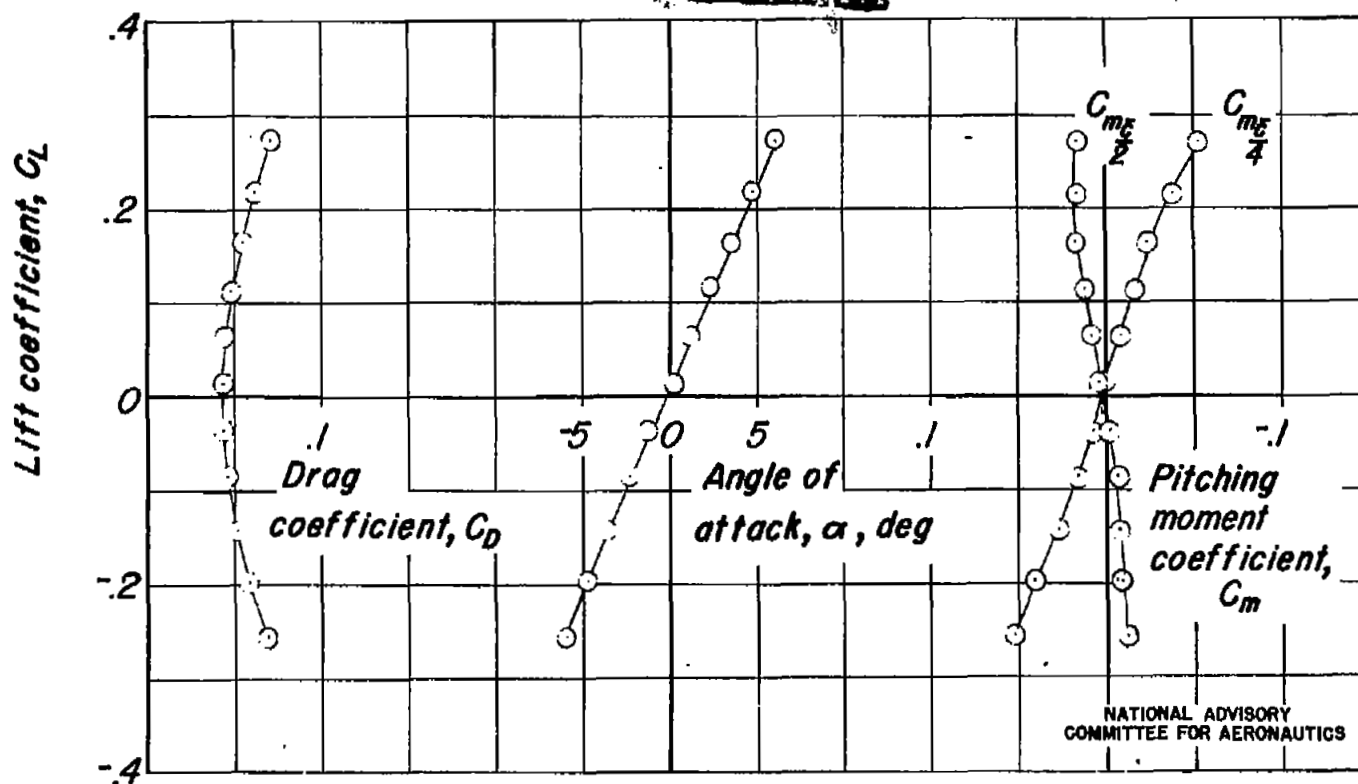 .4
.2
0
-.2
-.4
Lift coefficient, C_L
.1
-5 0 5
.1
-.1
Drag
coefficient, C_D
Angle of
attack, α, deg
Pitching
moment
coefficient,
C_m
C_m c̄/2
C_m c̄/4
NATIONAL ADVISORY
COMMITTEE FOR AERONAUTICS